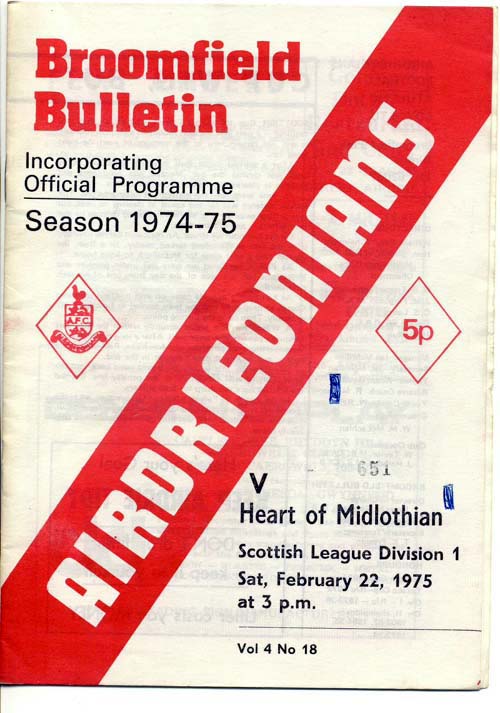 Broomfield
Bulletin
Incorporating
Official Programme
Season 1974-75
AIRDRIEONIANS
A.F.C.
5p
651
V
Heart of Midlothian
Scottish League Division 1
Sat, February 22, 1975
at 3 p.m.
Vol 4 No 18